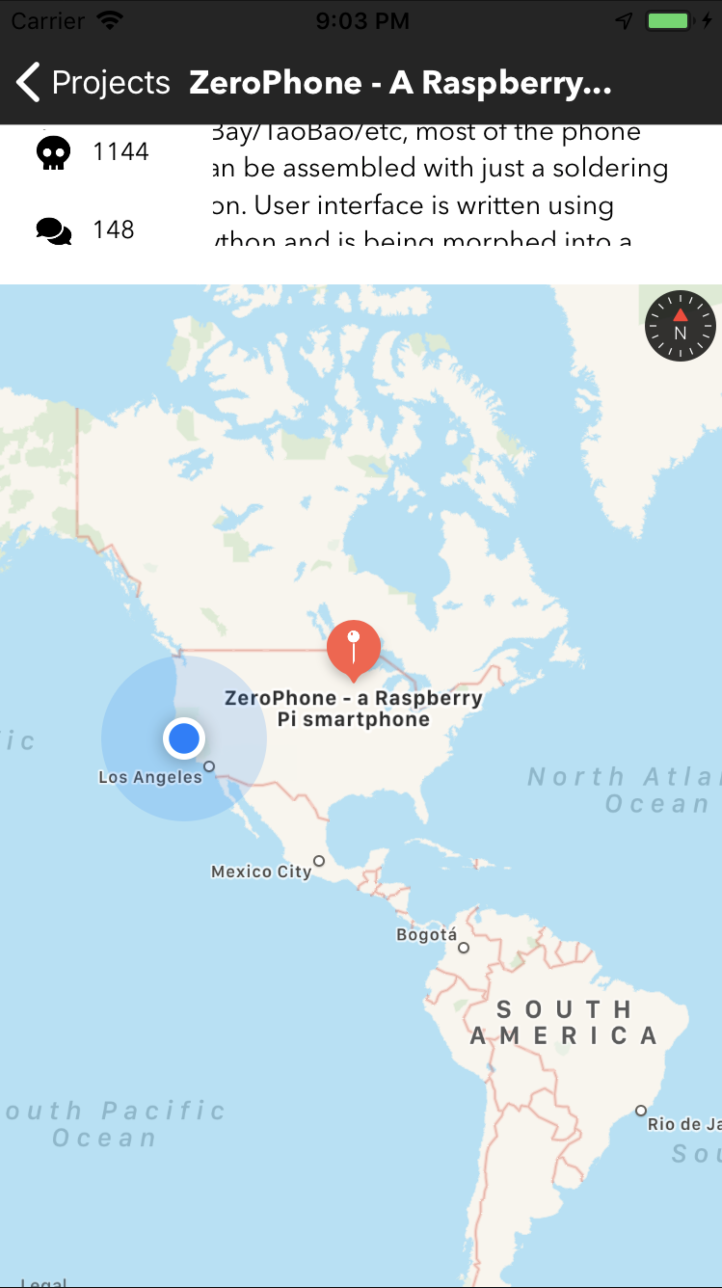 Carrier 9:03 PM
Projects ZeroPhone - A Raspberry...
1144
148
Bay/TaoBao/etc, most of the phone
an be assembled with just a soldering
on. User interface is written using
ython and is being morphed into a
N
ZeroPhone - a Raspberry
Pi smartphone
ic
Los Angeles
North Atla
Ocean
Mexico City
Bogotá
SOUTH
AMERICA
outh Pacific
Ocean
Rio de Ja
Sou
Legal